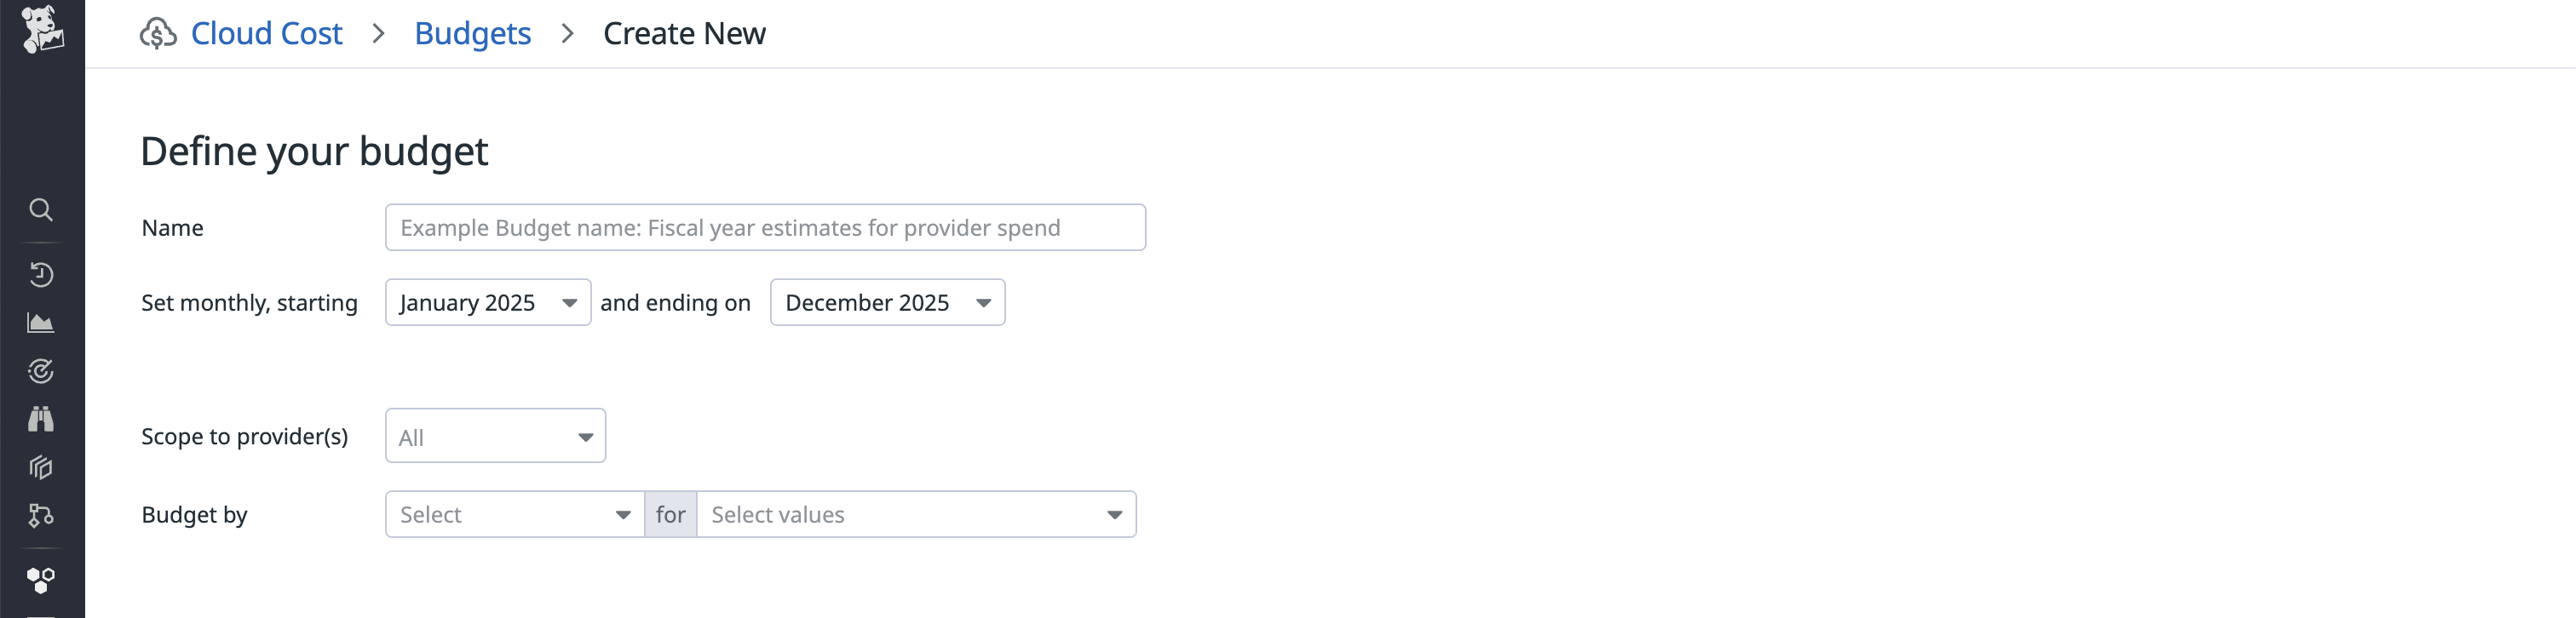 Cloud Cost > Budgets > Create New
Define your budget
Name Example Budget name: Fiscal year estimates for provider spend
Set monthly, starting January 2025 and ending on December 2025
Scope to provider(s) All
Budget by Select for Select values